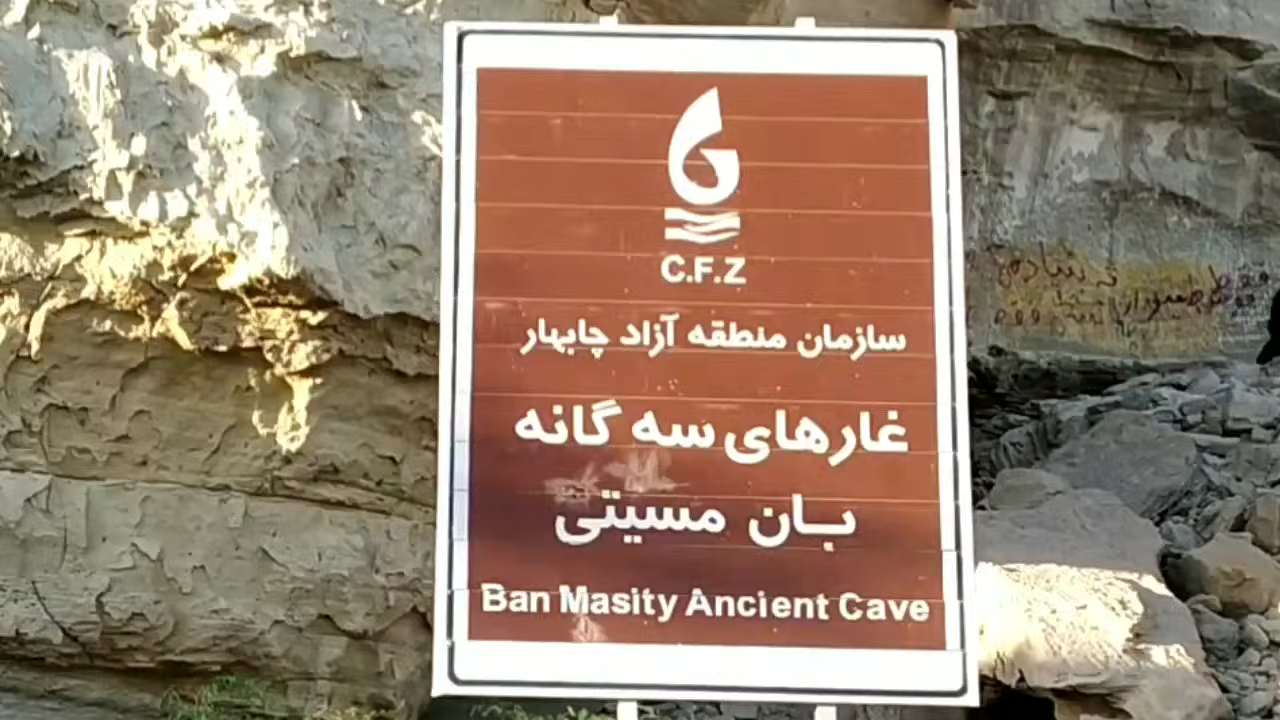 C.F.Z
سازمان منطقه آزاد چابهار
غارهای سه گانه
بان مسیتی
Ban Masity Ancient Cave